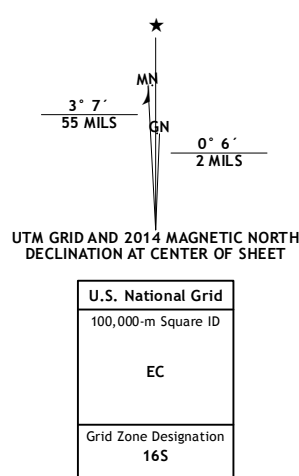 ★
MN
GN
3° 7´
55 MILS
0° 6´
2 MILS
UTM GRID AND 2014 MAGNETIC NORTH
DECLINATION AT CENTER OF SHEET
U.S. National Grid
100,000-m Square ID
EC
Grid Zone Designation
16S